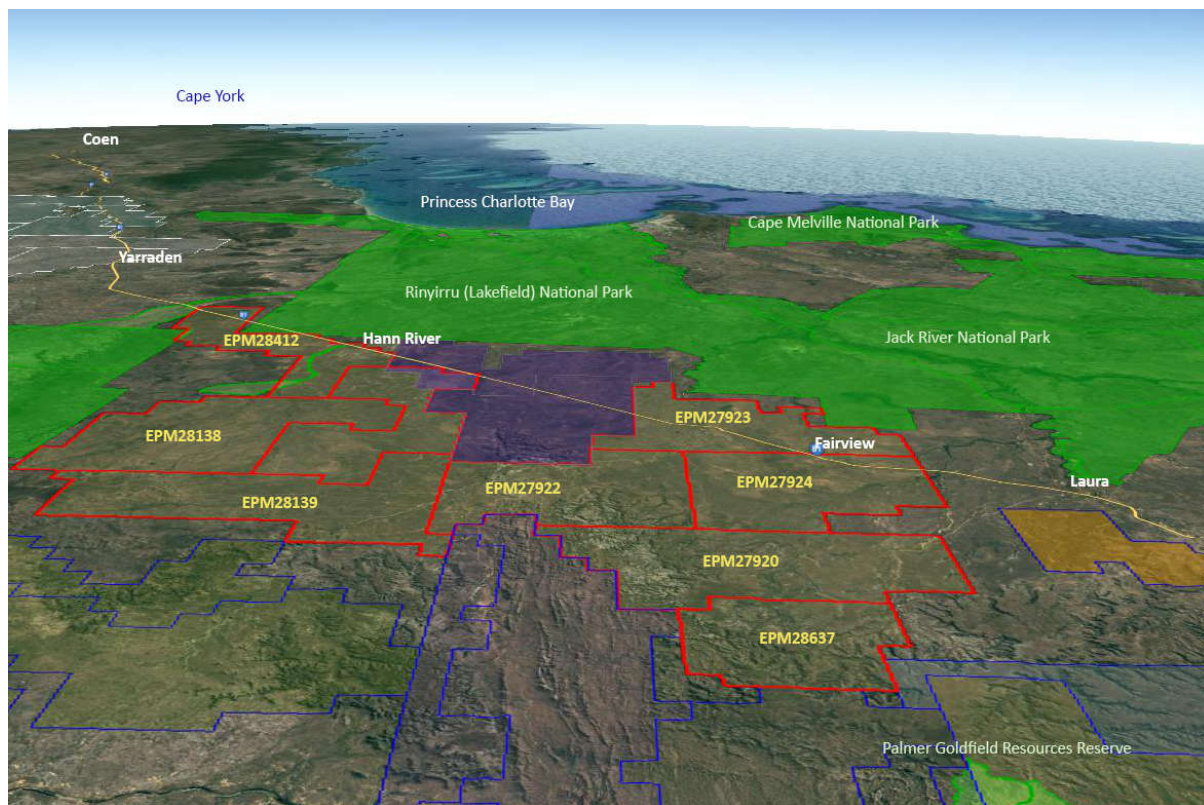 Cape York
Coen
Princess Charlotte Bay
Cape Melville National Park
Yarraden
Rinyirru (Lakefield) National Park
Jack River National Park
EPM28412
Hann River
EPM27923
EPM28138
Fairview
EPM27922
EPM27924
Laura
EPM28139
EPM27920
EPM28637
Palmer Goldfield Resources Reserve